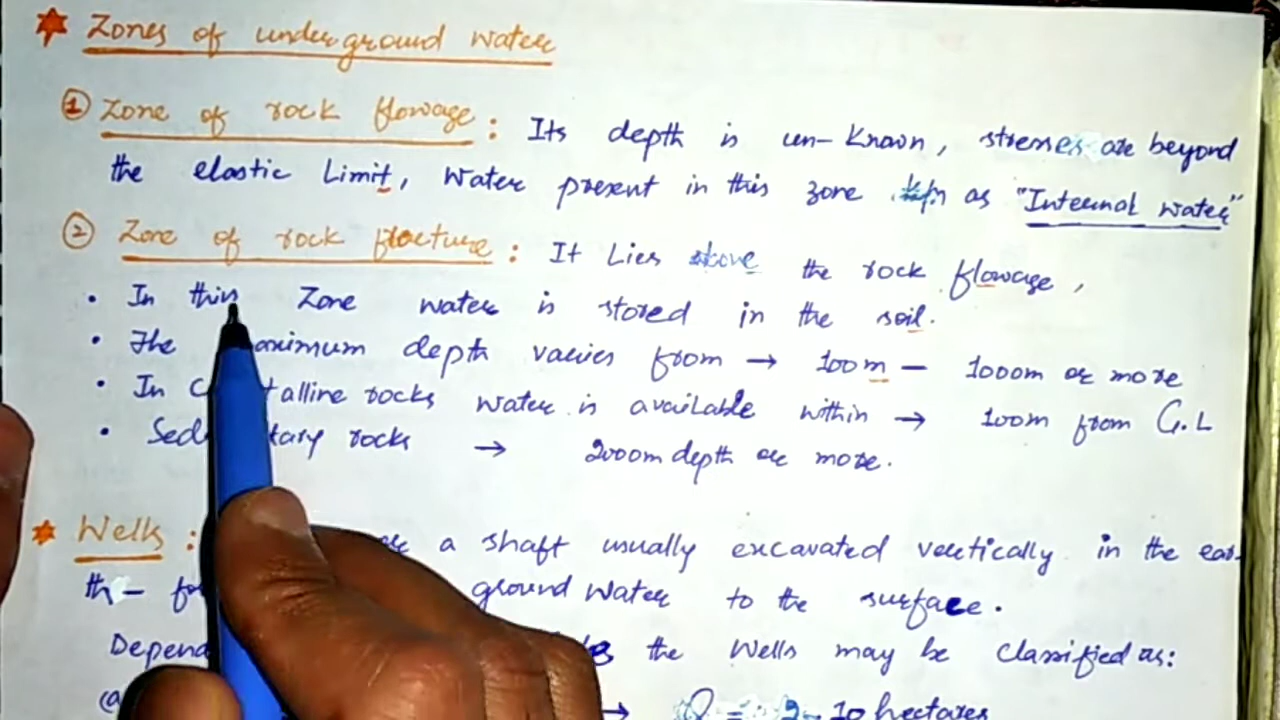 Zones of underground water
① Zone of rock flowage : Its depth is un-known, stresses are beyond
the elastic Limit, Water present in this zone as "Internal water"
② Zone of rock fracture : It Lies above the rock flowage,
• In this Zone water is stored in the soil.
• The depth varies from → 100m – 1000m or more
• In rocks water is available within → 100m from G.L
• rocks → 2000m depth or more.
Wells : a shaft usually excavated vertically in the ear-
th- ground water to the surface.
the Wells may be classified as:
(a → Q = 2 - 10 hectares